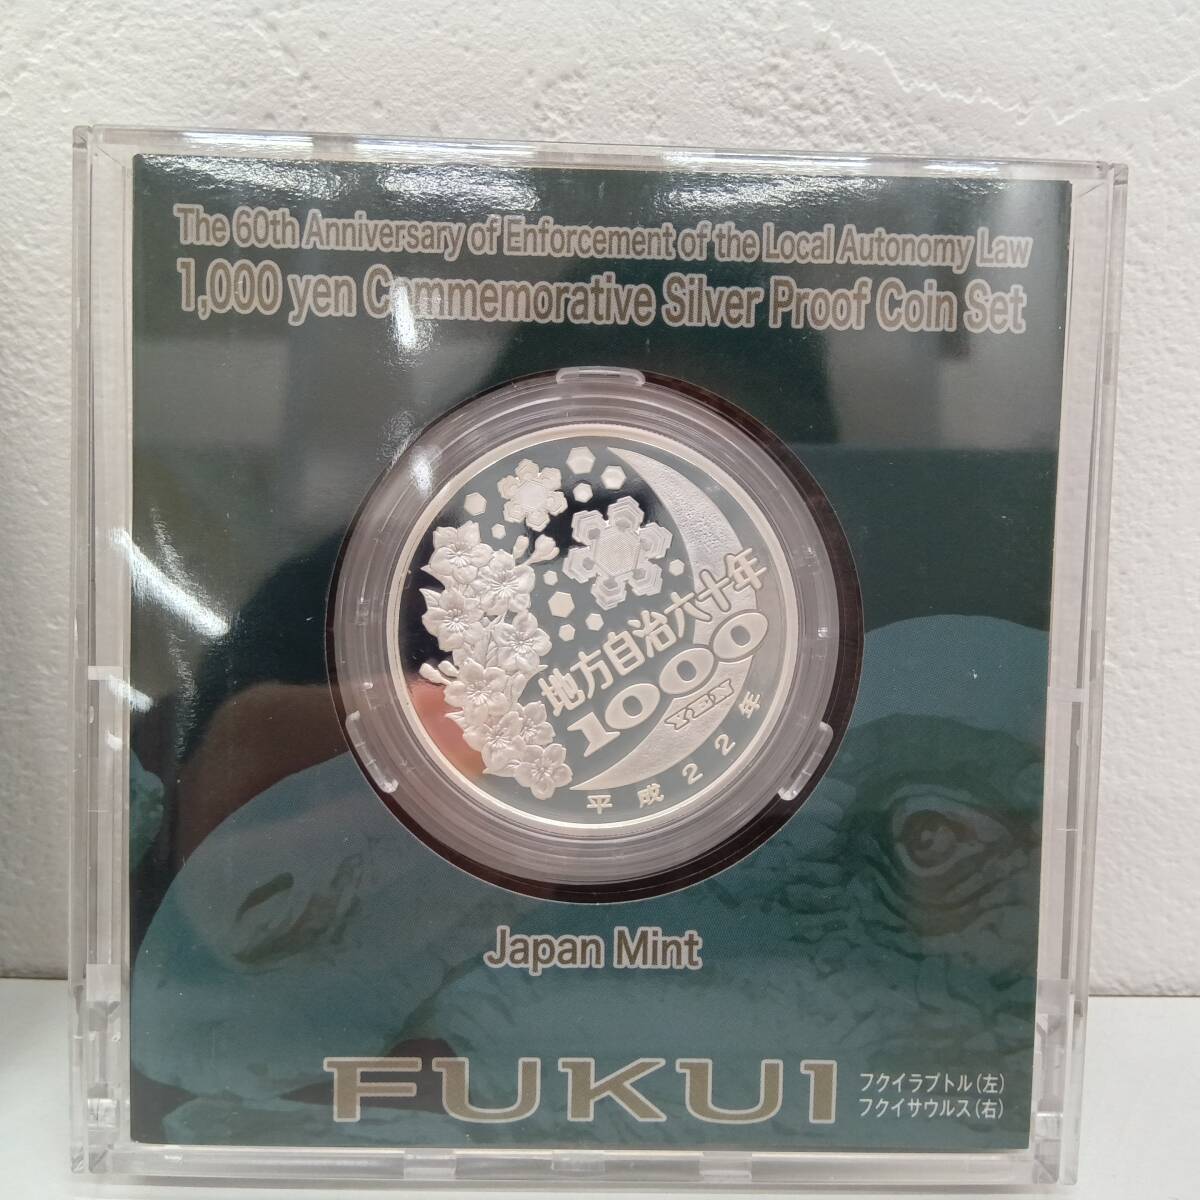 The 60th Anniversary of Enforcement of the Local Autonomy Law
1,000 yen Commemorative Silver Proof Coin Set
地方自治六十年
1000
YEN
平成22年
Japan Mint
FUKUI
フクイラプトル(左)
フクイサウルス(右)